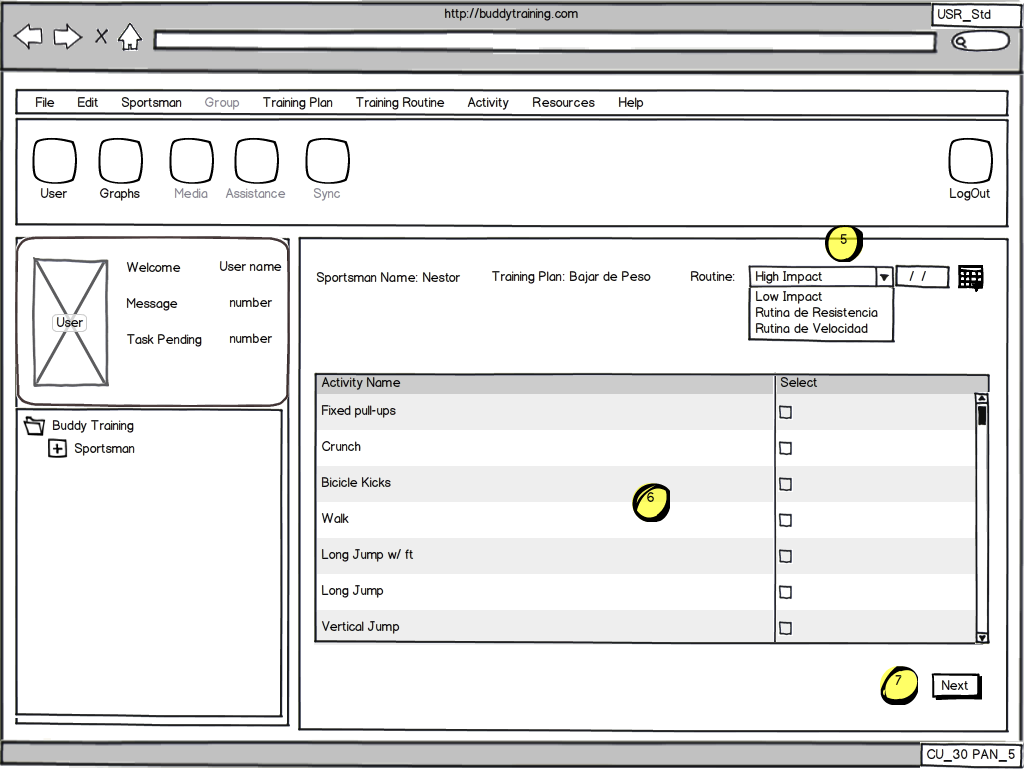 http://buddytraining.com
USR_Std
X
File Edit Sportsman Group Training Plan Training Routine Activity Resources Help
User Graphs Media Assistance Sync LogOut
Welcome User name
Message number
User
Task Pending number
Buddy Training
Sportsman
5
Sportsman Name: Nestor Training Plan: Bajar de Peso Routine: High Impact / /
Low Impact
Rutina de Resistencia
Rutina de Velocidad
Activity Name Select
Fixed pull-ups
Crunch
Bicicle Kicks
6
Walk
Long Jump w/ ft
Long Jump
Vertical Jump
7
Next
CU_30 PAN_5